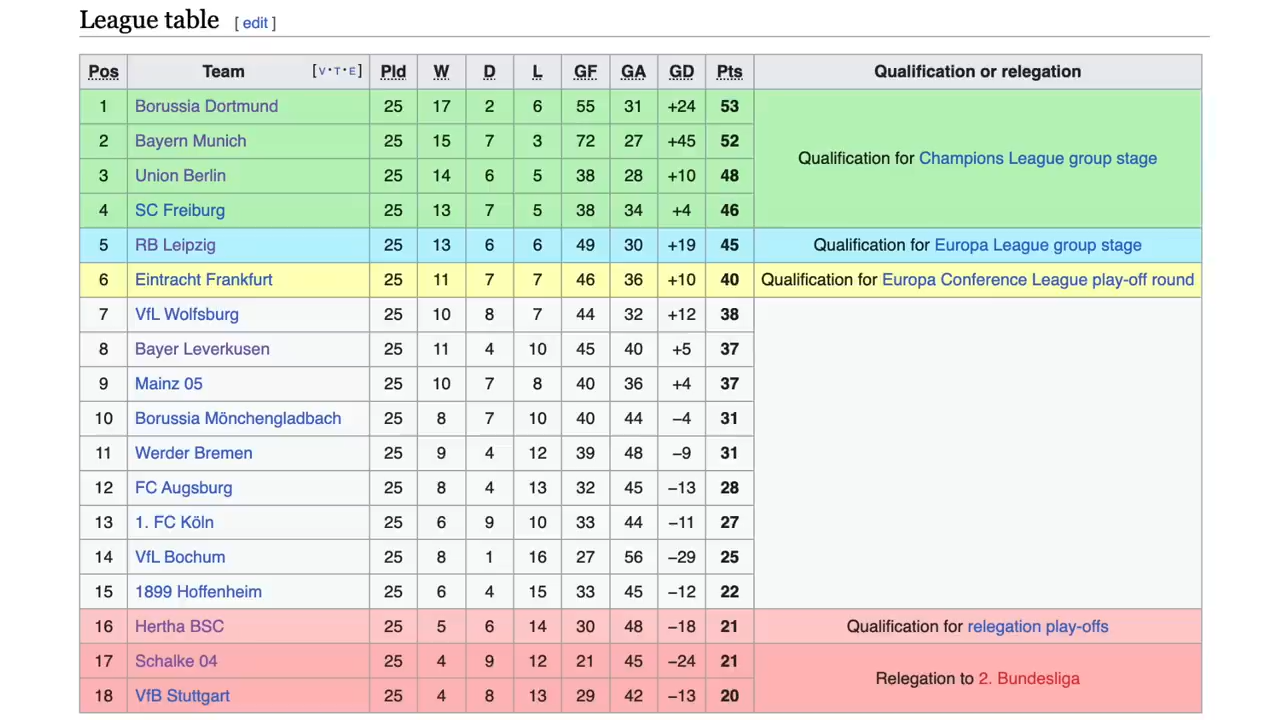 League table [ edit ]
Pos Team [V•T•E] Pld W D L GF GA GD Pts Qualification or relegation
1 Borussia Dortmund 25 17 2 6 55 31 +24 53
2 Bayern Munich 25 15 7 3 72 27 +45 52
Qualification for Champions League group stage
3 Union Berlin 25 14 6 5 38 28 +10 48
4 SC Freiburg 25 13 7 5 38 34 +4 46
5 RB Leipzig 25 13 6 6 49 30 +19 45 Qualification for Europa League group stage
6 Eintracht Frankfurt 25 11 7 7 46 36 +10 40 Qualification for Europa Conference League play-off round
7 VfL Wolfsburg 25 10 8 7 44 32 +12 38
8 Bayer Leverkusen 25 11 4 10 45 40 +5 37
9 Mainz 05 25 10 7 8 40 36 +4 37
10 Borussia Mönchengladbach 25 8 7 10 40 44 −4 31
11 Werder Bremen 25 9 4 12 39 48 −9 31
12 FC Augsburg 25 8 4 13 32 45 −13 28
13 1. FC Köln 25 6 9 10 33 44 −11 27
14 VfL Bochum 25 8 1 16 27 56 −29 25
15 1899 Hoffenheim 25 6 4 15 33 45 −12 22
16 Hertha BSC 25 5 6 14 30 48 −18 21 Qualification for relegation play-offs
17 Schalke 04 25 4 9 12 21 45 −24 21
Relegation to 2. Bundesliga
18 VfB Stuttgart 25 4 8 13 29 42 −13 20